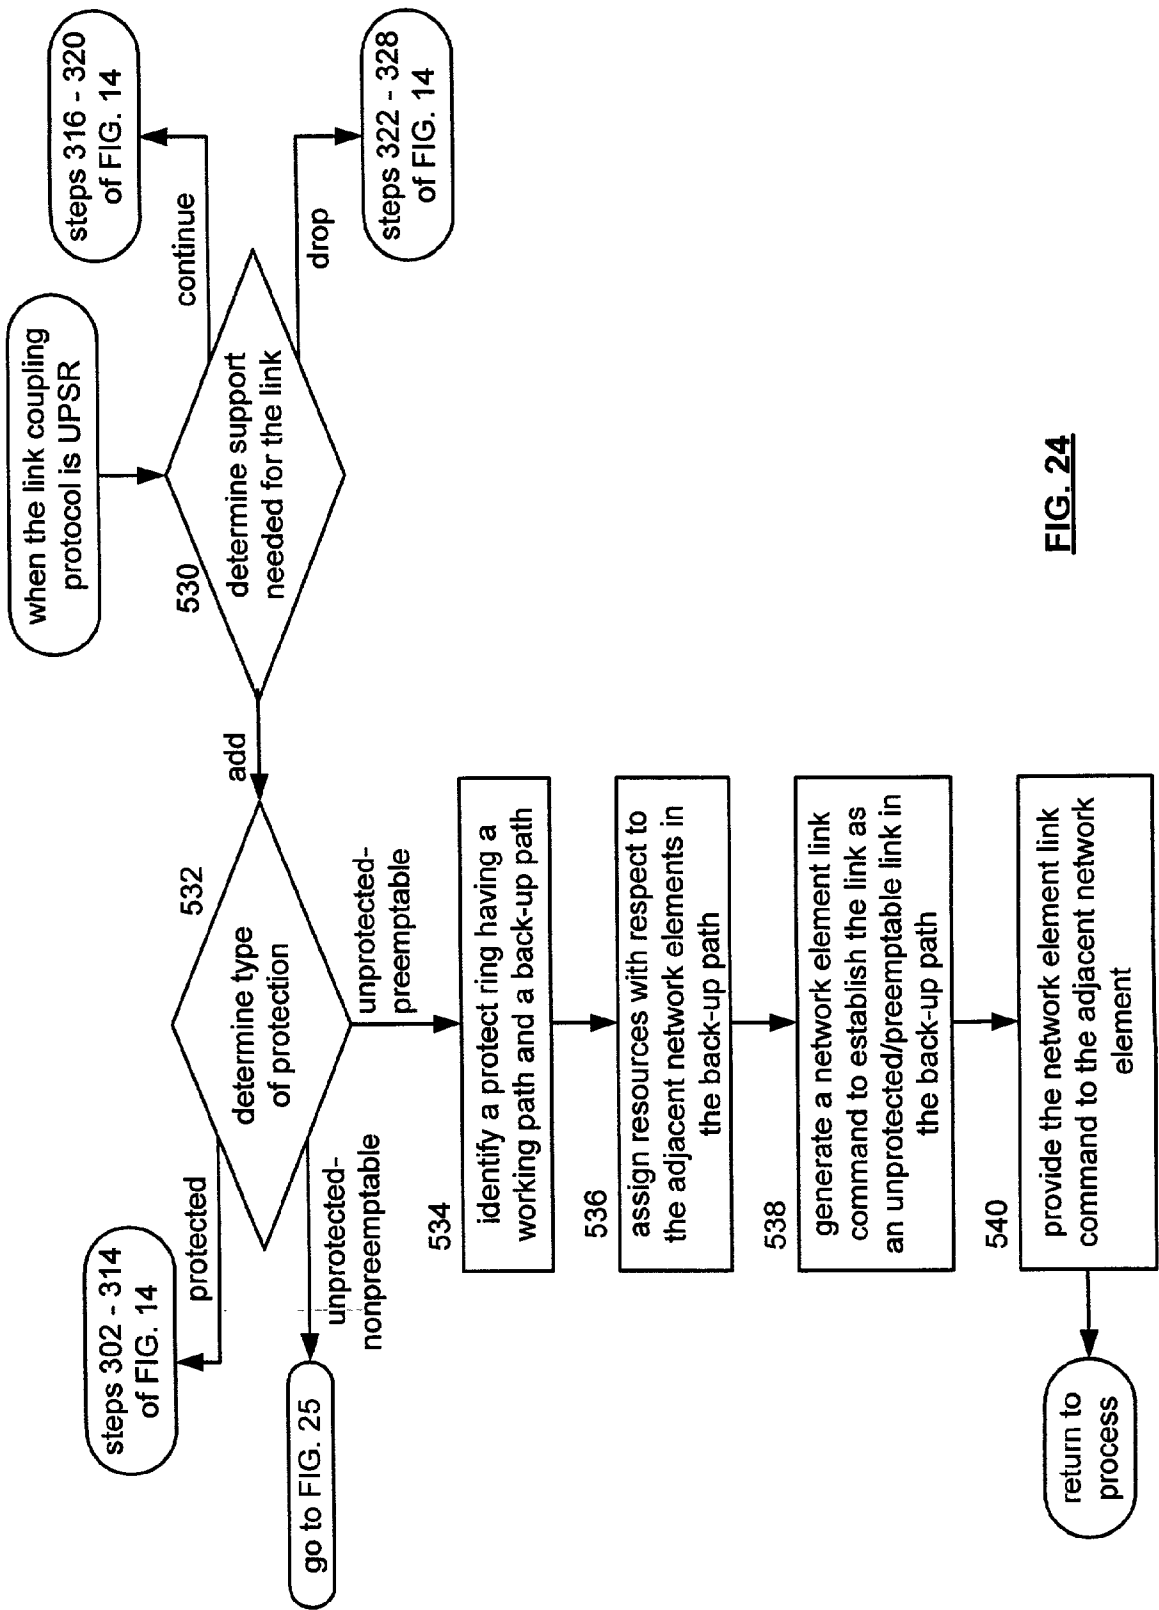 when the link coupling
protocol is UPSR
530
determine support
needed for the link
continue
steps 316 - 320
of FIG. 14
drop
steps 322 - 328
of FIG. 14
add
532
determine type
of protection
protected
steps 302 - 314
of FIG. 14
unprotected-
nonpreemptable
go to FIG. 25
unprotected-
preemptable
534
identify a protect ring having a
working path and a back-up path
536
assign resources with respect to
the adjacent network elements in
the back-up path
538
generate a network element link
command to establish the link as
an unprotected/preemptable link in
the back-up path
540
provide the network element link
command to the adjacent network
element
return to
process
FIG. 24